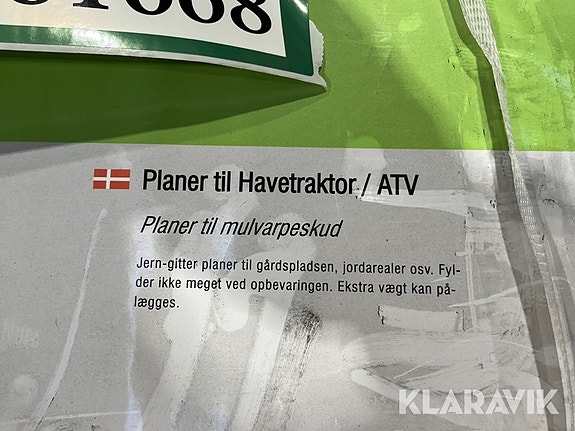 Planer til Havetraktor / ATV
Planer til mulvarpeskud
Jern-gitter planer til gårdspladsen, jordarealer osv. Fyl-
der ikke meget ved opbevaringen. Ekstra vægt kan på-
lægges.
KLARAVIK